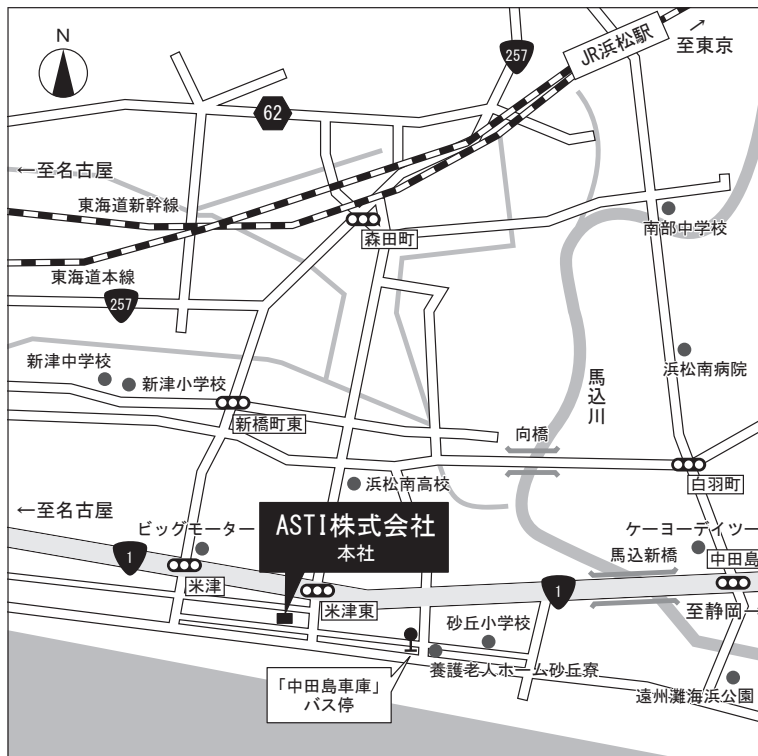 N
257
JR浜松駅
至東京
62
←至名古屋
東海道新幹線
森田町
南部中学校
東海道本線
257
新津中学校
新津小学校
浜松南病院
馬込川
新橋町東
向橋
浜松南高校
白羽町
←至名古屋
ビッグモーター
ASTI株式会社
本社
ケーヨーデイツー
馬込新橋
中田島
1
米津
米津東
1
至静岡→
砂丘小学校
養護老人ホーム砂丘寮
「中田島車庫」
バス停
遠州灘海浜公園